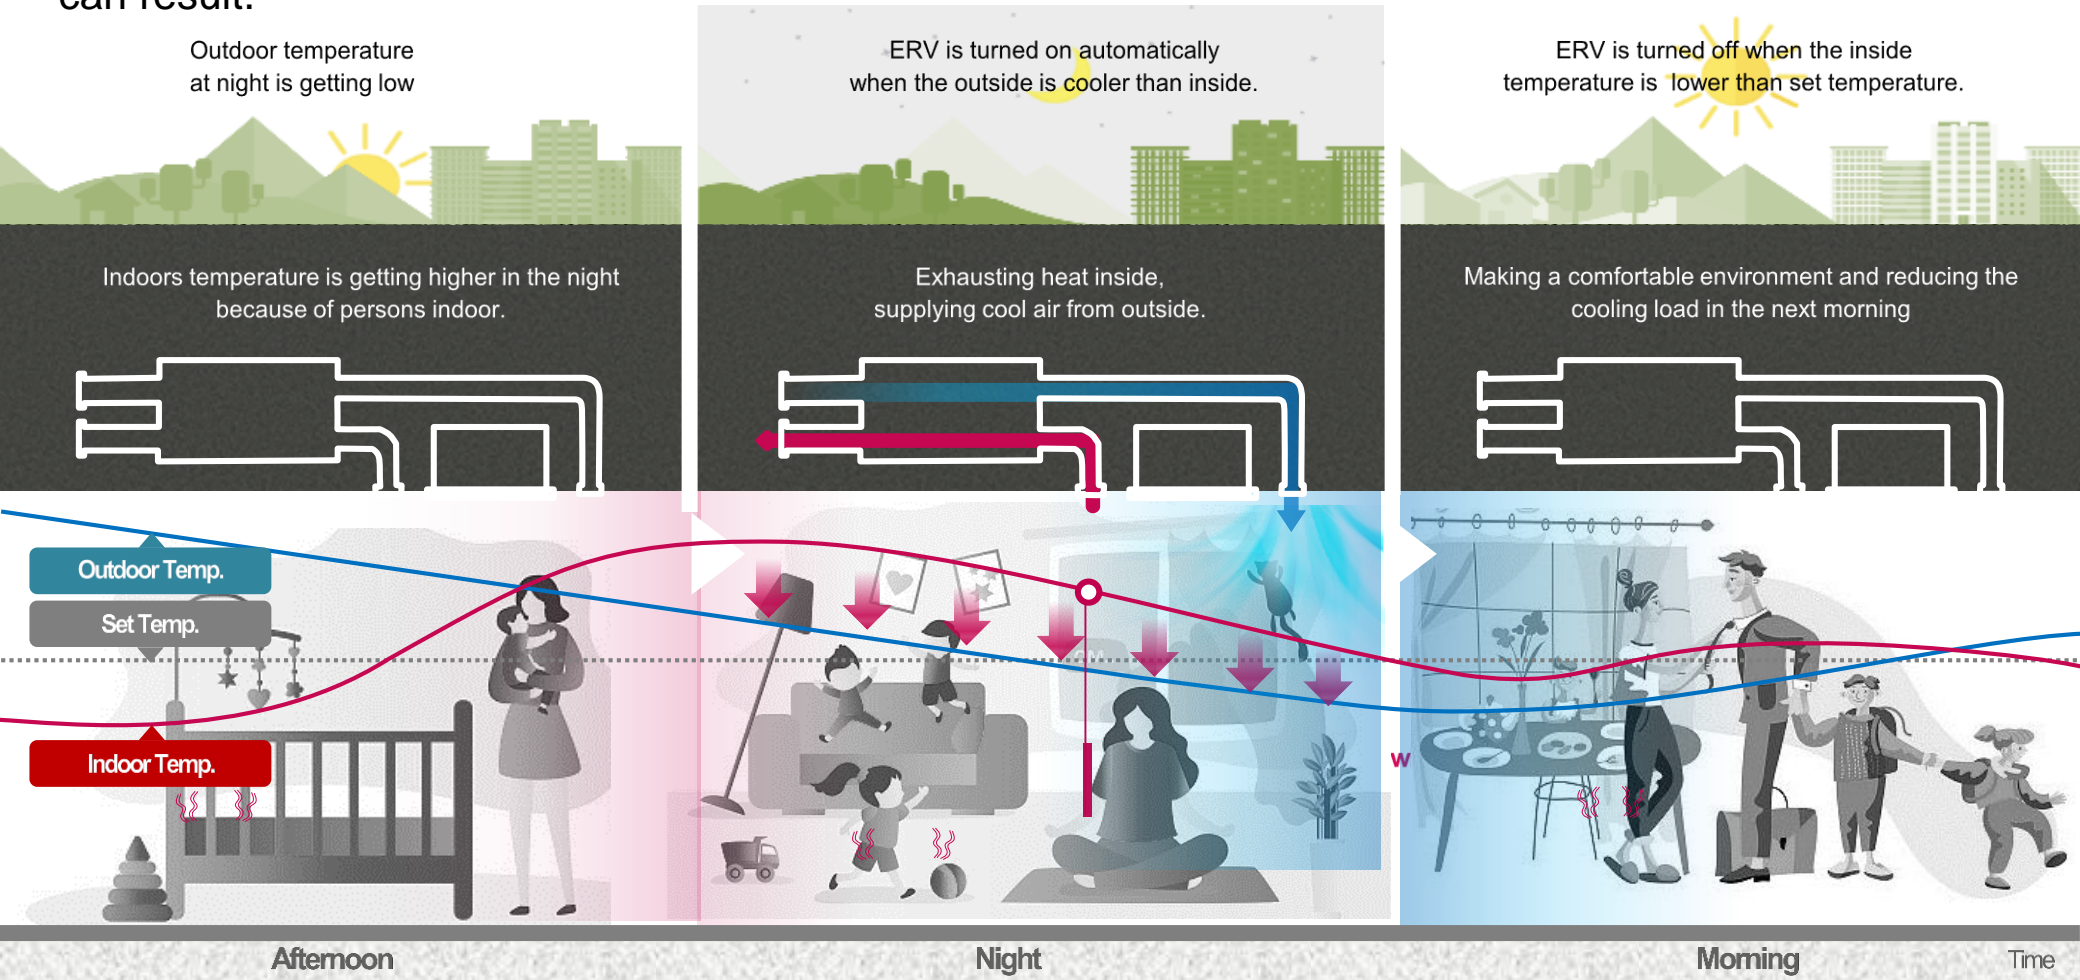 can result.
Outdoor temperature
at night is getting low
ERV is turned on automatically
when the outside is cooler than inside.
ERV is turned off when the inside
temperature is lower than set temperature.
Indoors temperature is getting higher in the night
because of persons indoor.
Exhausting heat inside,
supplying cool air from outside.
Making a comfortable environment and reducing the
cooling load in the next morning
Outdoor Temp.
Set Temp.
Indoor Temp.
w
Afternoon
Night
Morning
Time